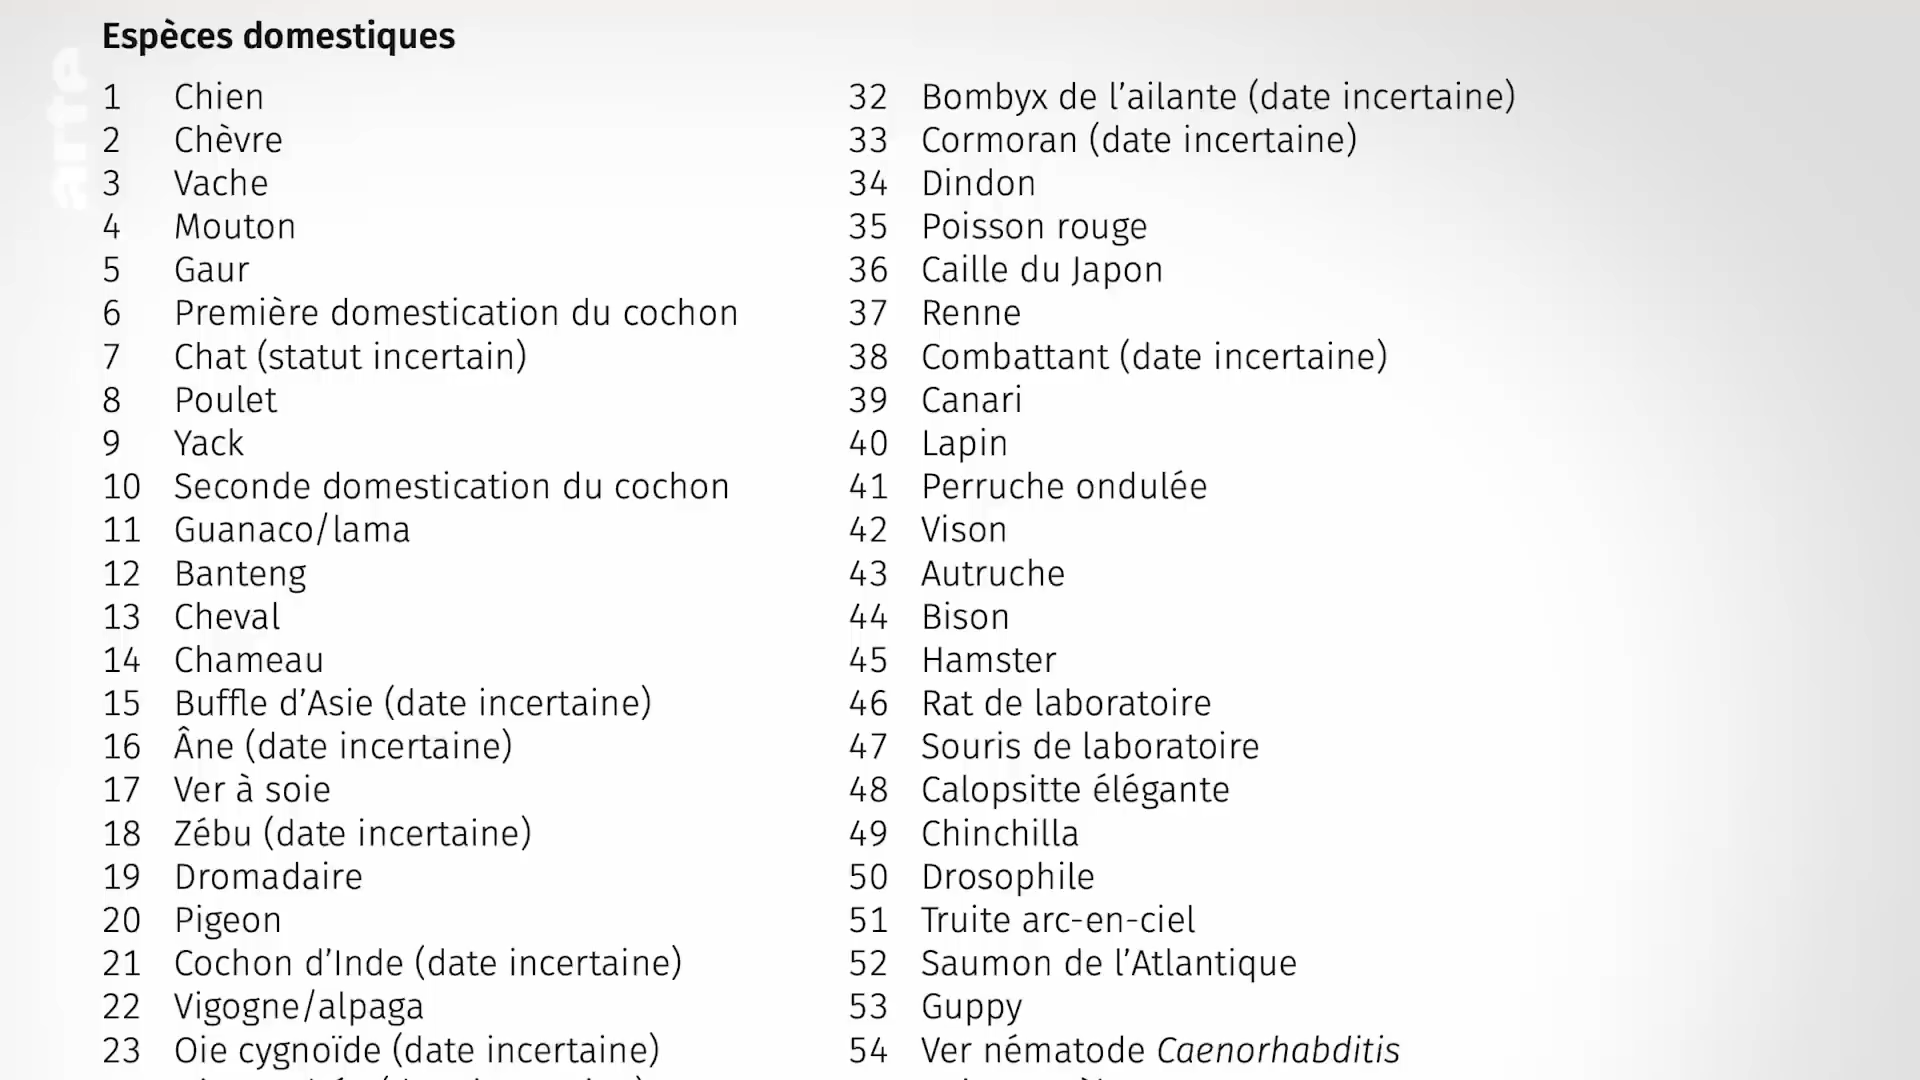 Espèces domestiques
arte
1 Chien
2 Chèvre
3 Vache
4 Mouton
5 Gaur
6 Première domestication du cochon
7 Chat (statut incertain)
8 Poulet
9 Yack
10 Seconde domestication du cochon
11 Guanaco/lama
12 Banteng
13 Cheval
14 Chameau
15 Buffle d’Asie (date incertaine)
16 Âne (date incertaine)
17 Ver à soie
18 Zébu (date incertaine)
19 Dromadaire
20 Pigeon
21 Cochon d’Inde (date incertaine)
22 Vigogne/alpaga
23 Oie cygnoïde (date incertaine)
32 Bombyx de l’ailante (date incertaine)
33 Cormoran (date incertaine)
34 Dindon
35 Poisson rouge
36 Caille du Japon
37 Renne
38 Combattant (date incertaine)
39 Canari
40 Lapin
41 Perruche ondulée
42 Vison
43 Autruche
44 Bison
45 Hamster
46 Rat de laboratoire
47 Souris de laboratoire
48 Calopsitte élégante
49 Chinchilla
50 Drosophile
51 Truite arc-en-ciel
52 Saumon de l’Atlantique
53 Guppy
54 Ver nématode Caenorhabditis